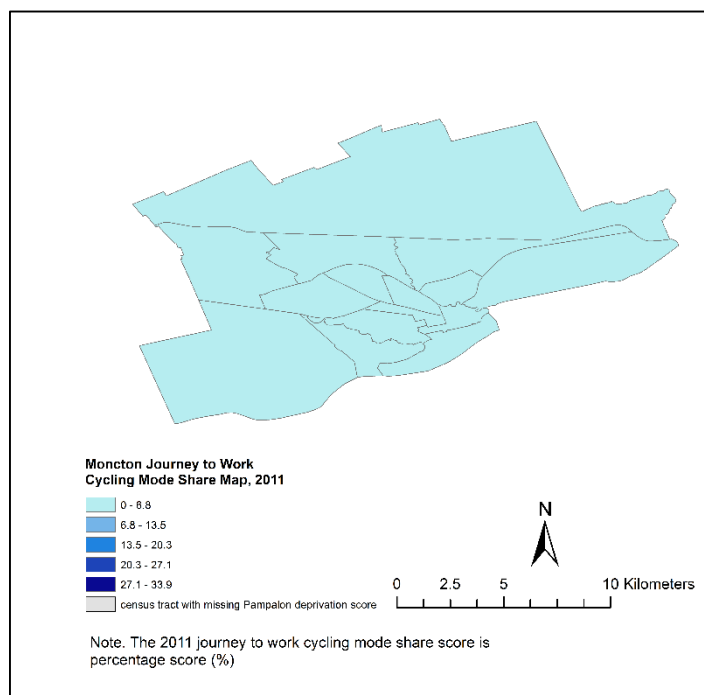 Moncton Journey to Work
Cycling Mode Share Map, 2011
0 - 6.8
6.8 - 13.5
13.5 - 20.3
20.3 - 27.1
27.1 - 33.9
census tract with missing Pampalon deprivation score
N
0 2.5 5 10 Kilometers
Note. The 2011 journey to work cycling mode share score is
percentage score (%)